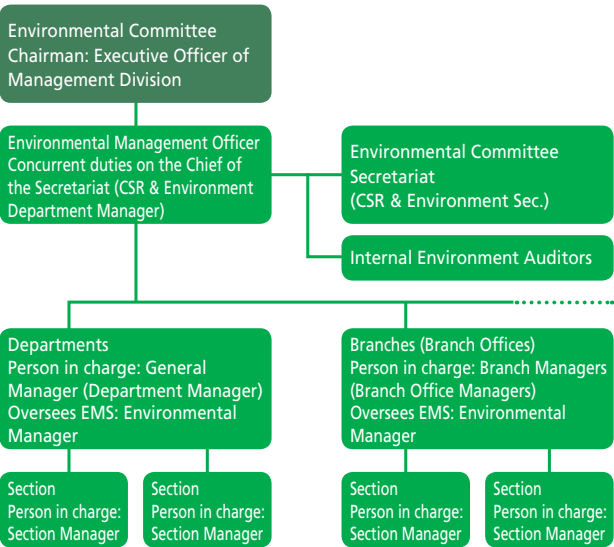 Environmental Committee
Chairman: Executive Officer of
Management Division
Environmental Management Officer
Concurrent duties on the Chief of
the Secretariat (CSR & Environment
Department Manager)
Environmental Committee
Secretariat
(CSR & Environment Sec.)
Internal Environment Auditors
Departments
Person in charge: General
Manager (Department Manager)
Oversees EMS: Environmental
Manager
Branches (Branch Offices)
Person in charge: Branch Managers
(Branch Office Managers)
Oversees EMS: Environmental
Manager
Section
Person in charge:
Section Manager
Section
Person in charge:
Section Manager
Section
Person in charge:
Section Manager
Section
Person in charge:
Section Manager